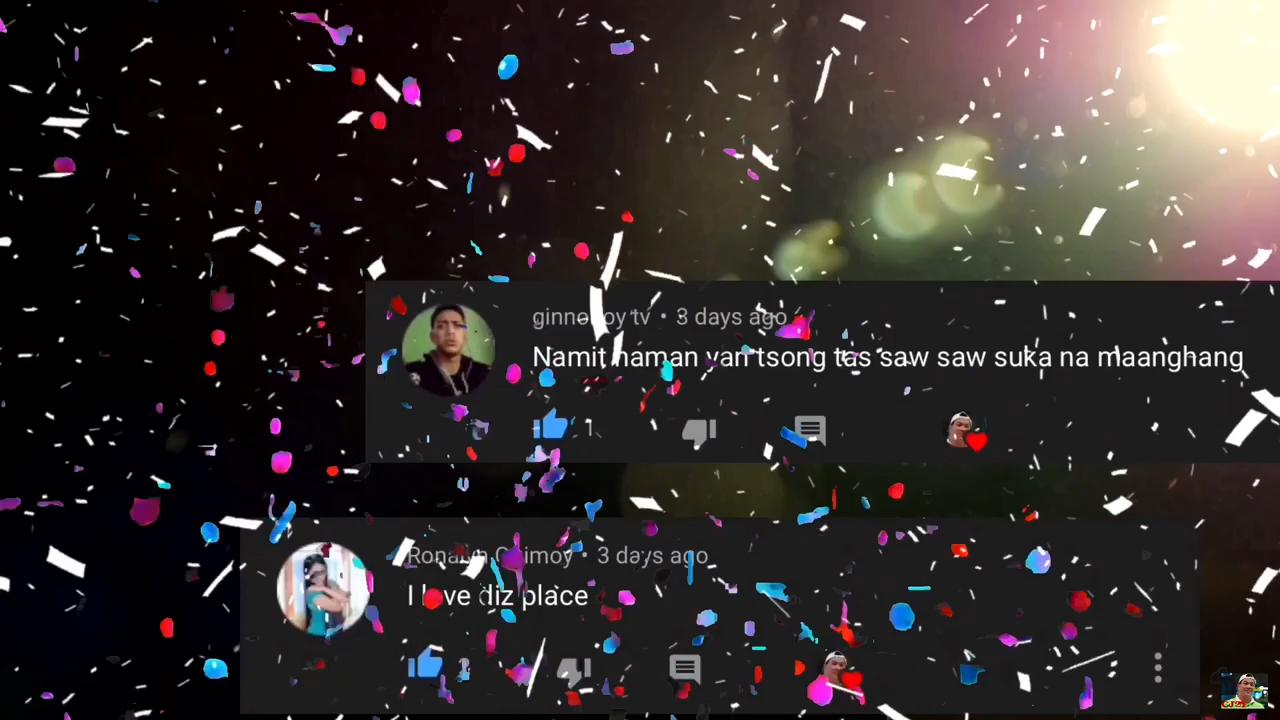 ginnoboy tv • 3 days ago
Namit naman yan tsong tas saw saw suka na maanghang
1
Ronalyn • 3 days ago
I love diz place